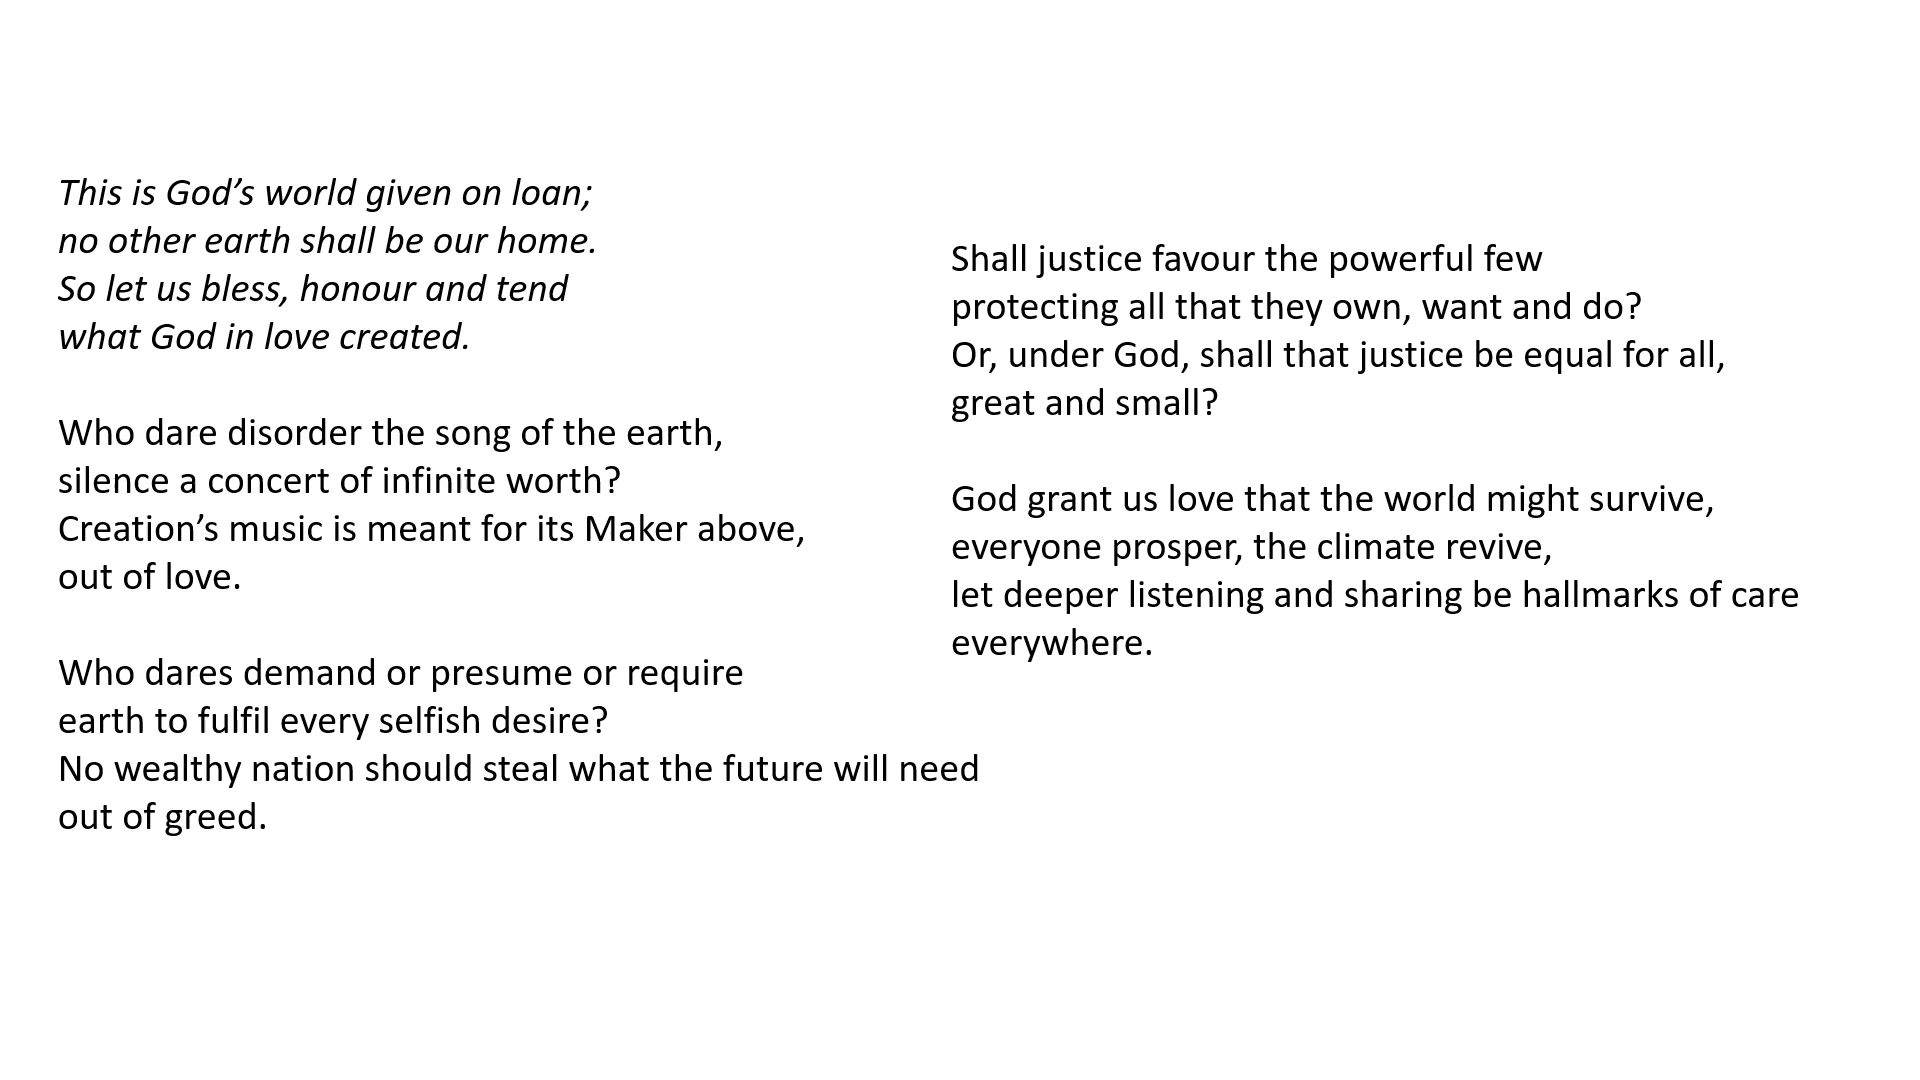 This is God’s world given on loan;
no other earth shall be our home.
So let us bless, honour and tend
what God in love created.

Who dare disorder the song of the earth,
silence a concert of infinite worth?
Creation’s music is meant for its Maker above,
out of love.

Who dares demand or presume or require
earth to fulfil every selfish desire?
No wealthy nation should steal what the future will need
out of greed.

Shall justice favour the powerful few
protecting all that they own, want and do?
Or, under God, shall that justice be equal for all,
great and small?

God grant us love that the world might survive,
everyone prosper, the climate revive,
let deeper listening and sharing be hallmarks of care
everywhere.